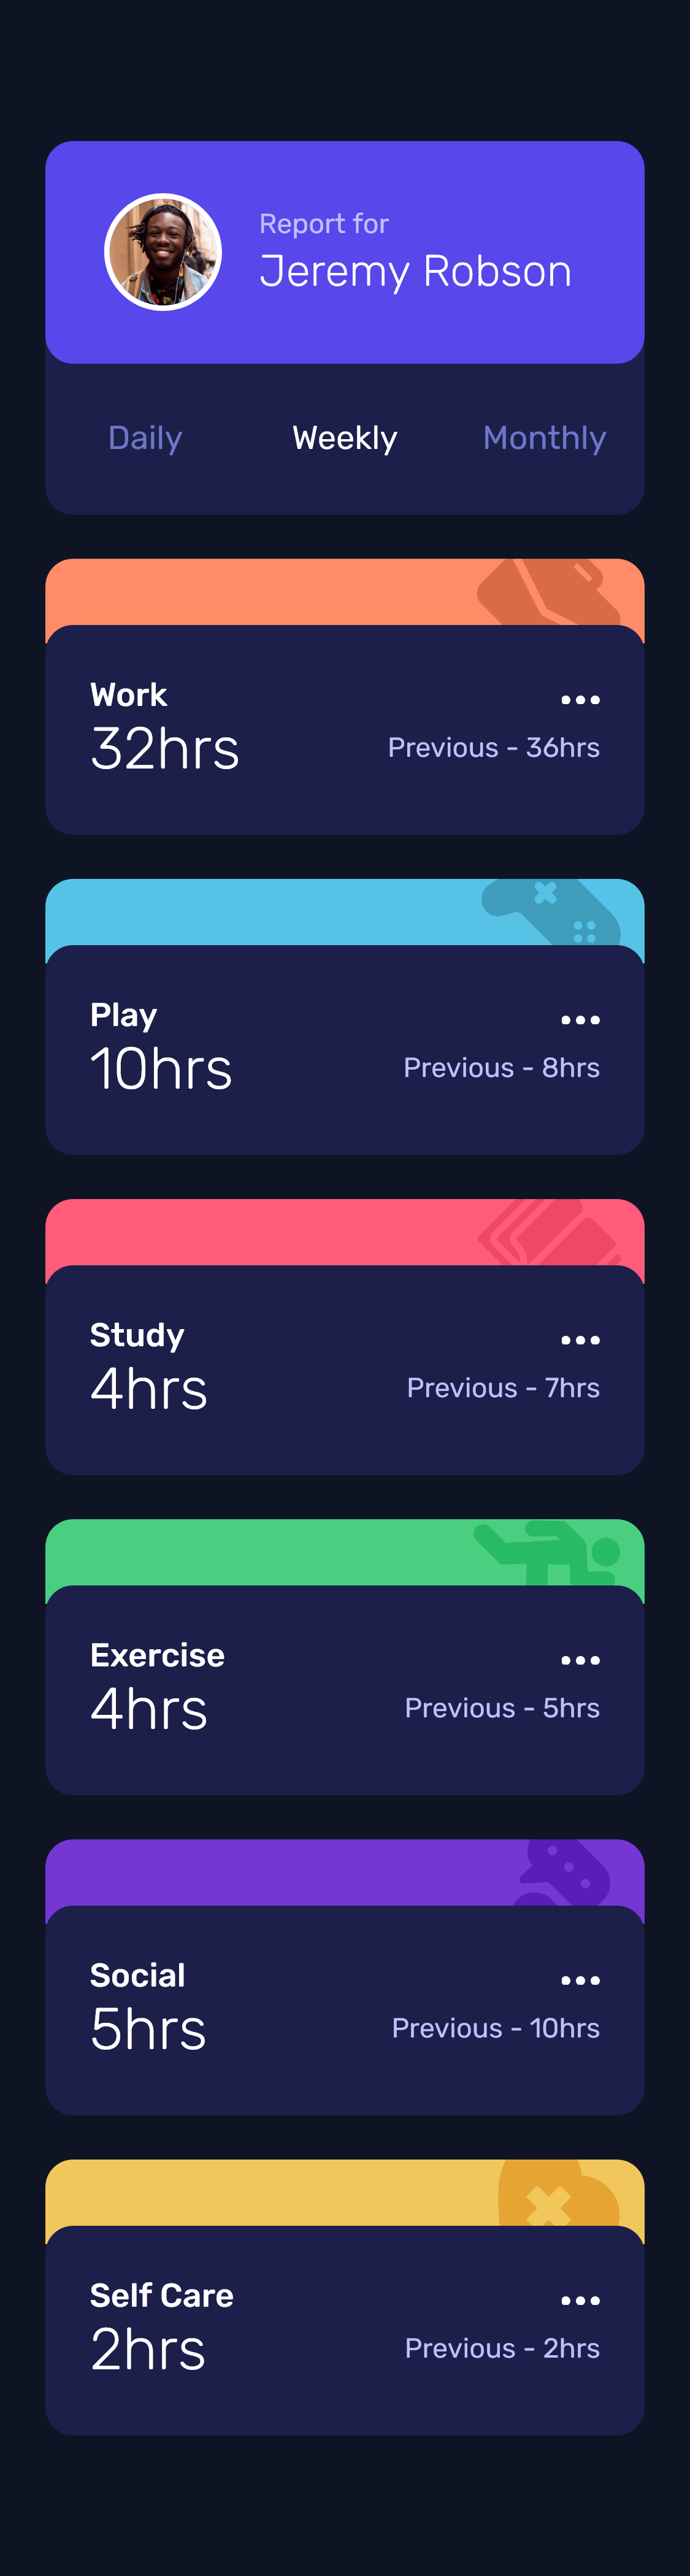 Report for
Jeremy Robson
Daily Weekly Monthly
Work
32hrs Previous - 36hrs
Play
10hrs Previous - 8hrs
Study
4hrs Previous - 7hrs
Exercise
4hrs Previous - 5hrs
Social
5hrs Previous - 10hrs
Self Care
2hrs Previous - 2hrs